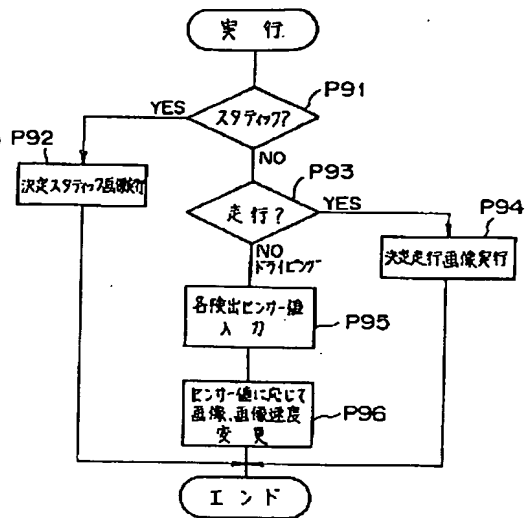 実行
P91
スタティック?
YES
P92
NO
決定スタティック画像実行
P93
走行?
YES
P94
NO
ドライビング
決定走行画像実行
各検出センサー値
入力
P95
センサー値に応じて
画像、画像速度
変更
P96
エンド